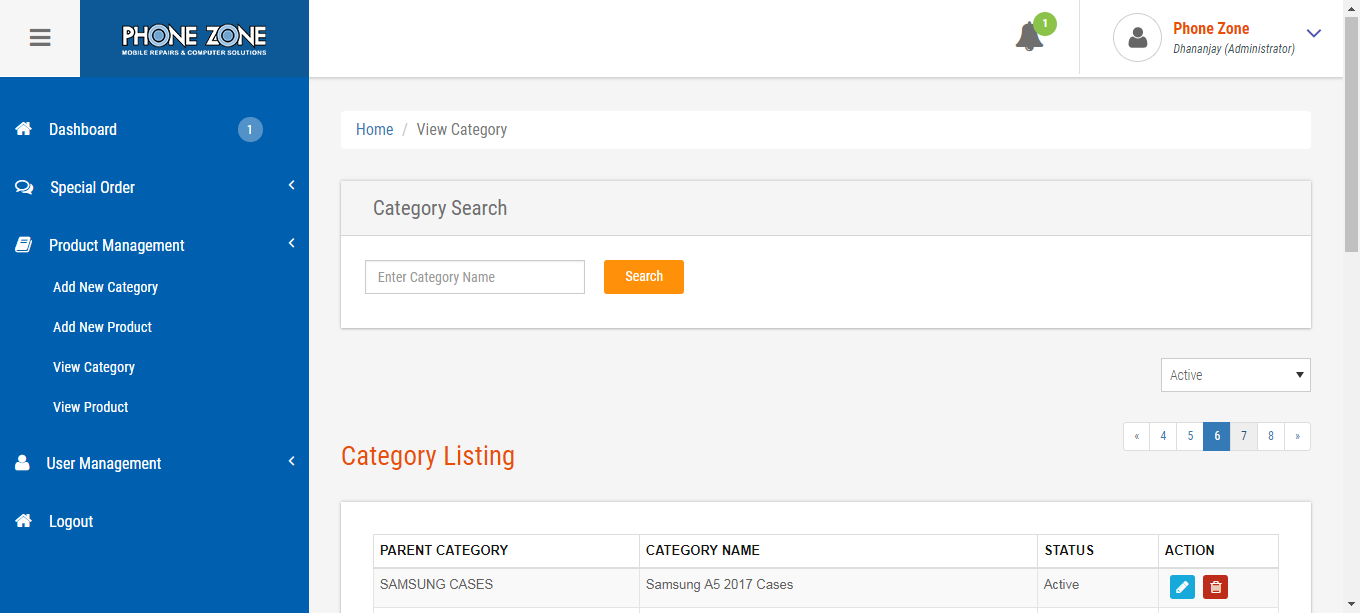 PHONE ZONE
MOBILE REPAIRS & COMPUTER SOLUTIONS
1
Phone Zone
Dhananjay (Administrator)
Dashboard
1
Special Order
Product Management
Add New Category
Add New Product
View Category
View Product
User Management
Logout
Home / View Category
Category Search
Enter Category Name
Search
Active
« 4 5 6 7 8 »
Category Listing
PARENT CATEGORY CATEGORY NAME STATUS ACTION
SAMSUNG CASES Samsung A5 2017 Cases Active